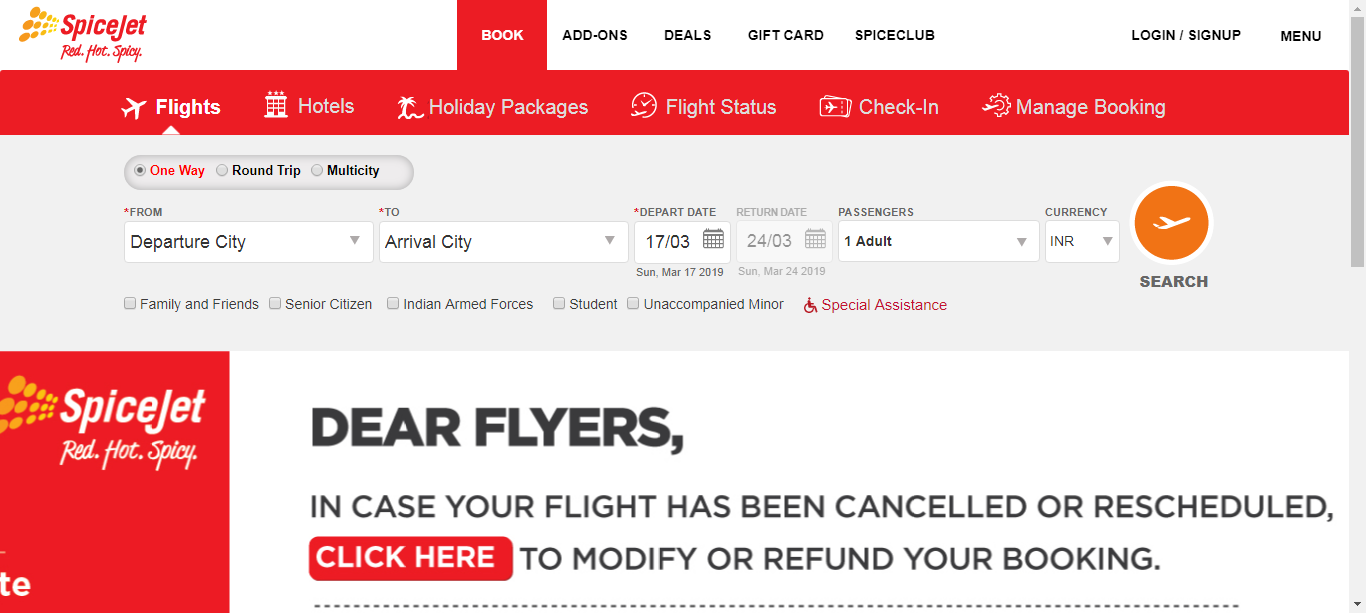 SpiceJet
Red. Hot. Spicy.
BOOK ADD-ONS DEALS GIFT CARD SPICECLUB LOGIN / SIGNUP MENU
Flights Hotels Holiday Packages Flight Status Check-In Manage Booking
One Way Round Trip Multicity
*FROM *TO *DEPART DATE RETURN DATE PASSENGERS CURRENCY
Departure City Arrival City 17/03 24/03 1 Adult INR
Sun, Mar 17 2019 Sun, Mar 24 2019
SEARCH
Family and Friends Senior Citizen Indian Armed Forces Student Unaccompanied Minor Special Assistance
SpiceJet
Red. Hot. Spicy.
te
DEAR FLYERS,
IN CASE YOUR FLIGHT HAS BEEN CANCELLED OR RESCHEDULED,
CLICK HERE TO MODIFY OR REFUND YOUR BOOKING.